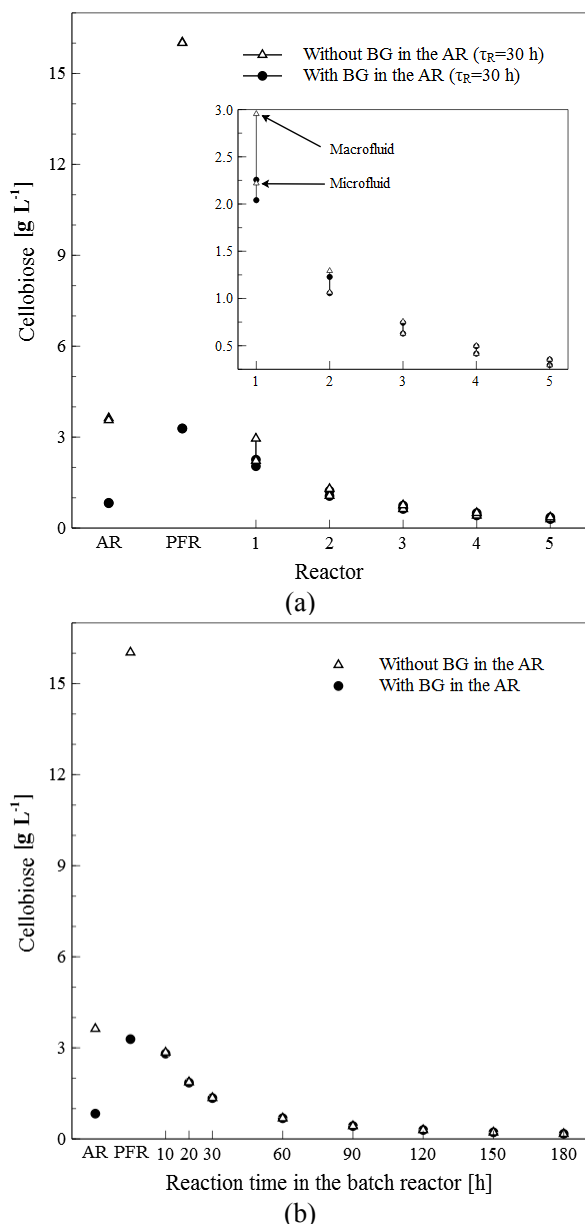 Without BG in the AR (τR=30 h)
With BG in the AR (τR=30 h)
Cellobiose [g L-1]
16
12
9
6
3
0
3.0
2.5
2.0
1.5
1.0
0.5
Macrofluid
Microfluid
1 2 3 4 5
AR PFR 1 2 3 4 5
Reactor
(a)
Without BG in the AR
With BG in the AR
Cellobiose [g L-1]
15
12
9
6
3
0
AR PFR 10 20 30 60 90 120 150 180
Reaction time in the batch reactor [h]
(b)